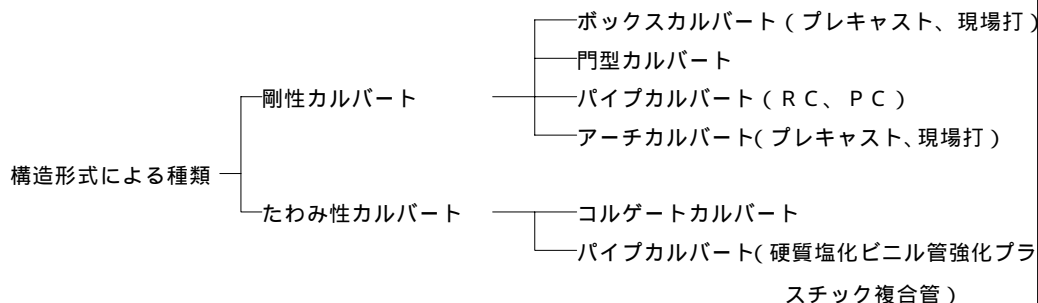 ボックスカルバート(プレキャスト、現場打)
門型カルバート
剛性カルバート
パイプカルバート(RC、PC)
アーチカルバート(プレキャスト、現場打)
構造形式による種類
たわみ性カルバート
コルゲートカルバート
パイプカルバート(硬質塩化ビニル管強化プラ
スチック複合管)